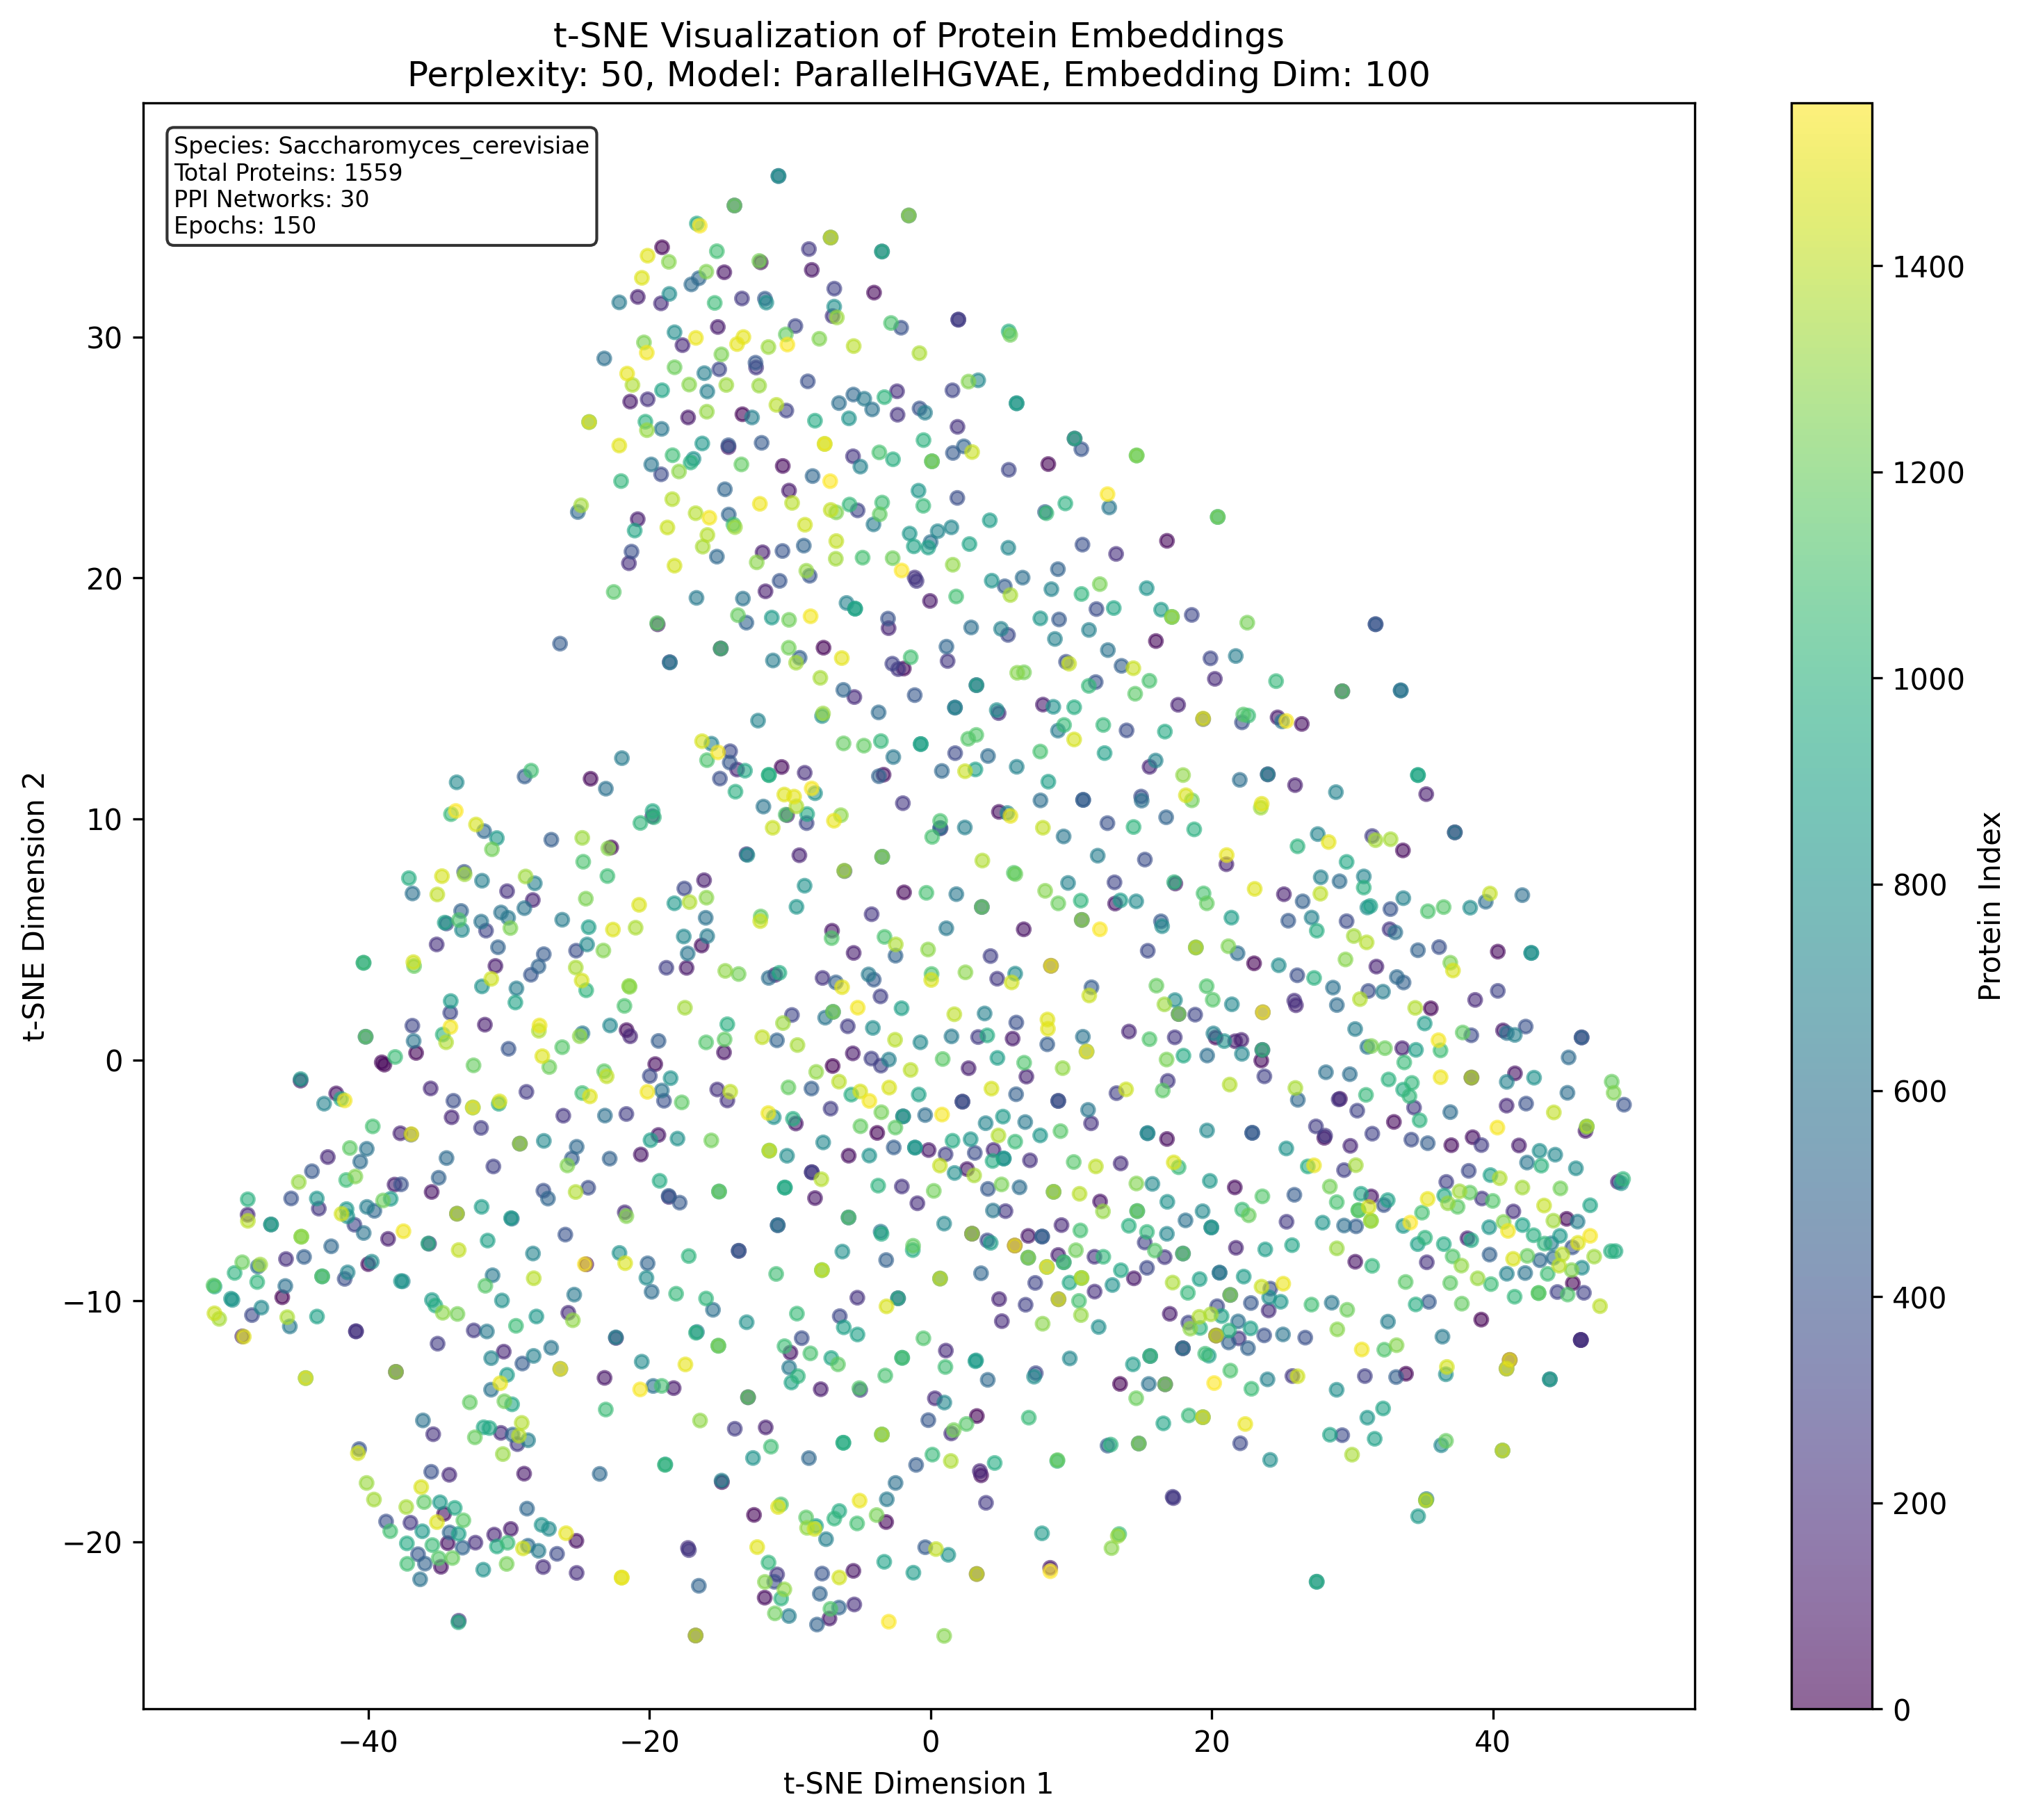 t-SNE Visualization of Protein Embeddings
Perplexity: 50, Model: ParallelHGVAE, Embedding Dim: 100
Species: Saccharomyces_cerevisiae
Total Proteins: 1559
PPI Networks: 30
Epochs: 150
30
20
10
0
−10
−20
t-SNE Dimension 2
−40
−20
0
20
40
t-SNE Dimension 1
1400
1200
1000
800
600
400
200
0
Protein Index